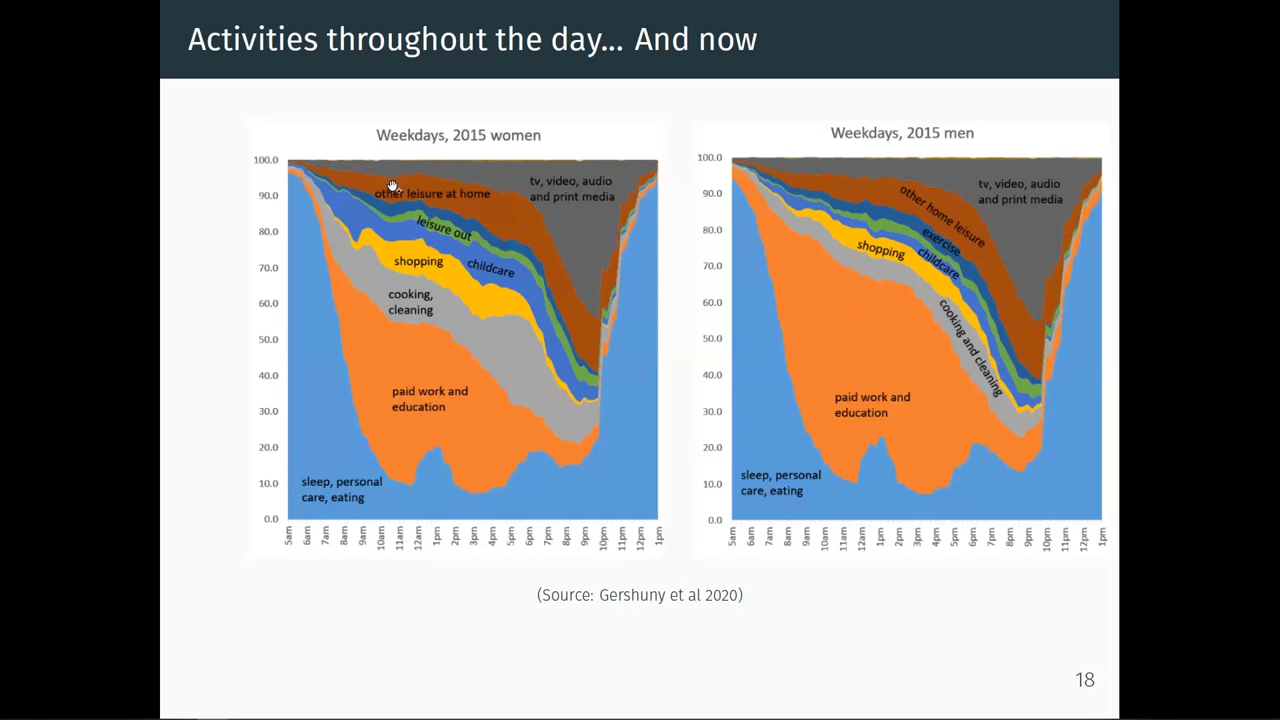 Activities throughout the day... And now
Weekdays, 2015 women
100.0
90.0
80.0
70.0
60.0
50.0
40.0
30.0
20.0
10.0
0.0
other leisure at home
tv, video, audio
and print media
leisure out
shopping
childcare
cooking,
cleaning
paid work and
education
sleep, personal
care, eating
5am
6am
7am
8am
9am
10am
11am
12am
1pm
2pm
3pm
4pm
5pm
6pm
7pm
8pm
9pm
10pm
11pm
12pm
1pm
Weekdays, 2015 men
100.0
90.0
80.0
70.0
60.0
50.0
40.0
30.0
20.0
10.0
0.0
other home leisure
tv, video, audio
and print media
exercise
shopping
childcare
cooking and cleaning
paid work and
education
sleep, personal
care, eating
5am
6am
7am
8am
9am
10am
11am
12am
1pm
2pm
3pm
4pm
5pm
6pm
7pm
8pm
9pm
10pm
11pm
12pm
1pm
(Source: Gershuny et al 2020)
18